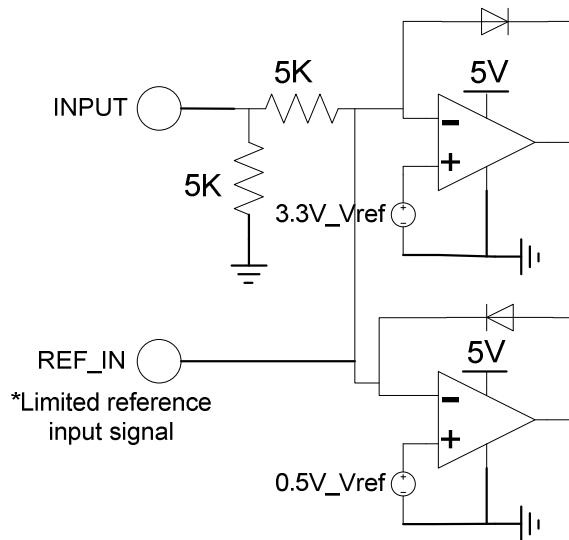 5K
5V
INPUT
-
+
5K
3.3V_Vref
+
-
REF_IN
*Limited reference
input signal
5V
-
+
0.5V_Vref
+
-